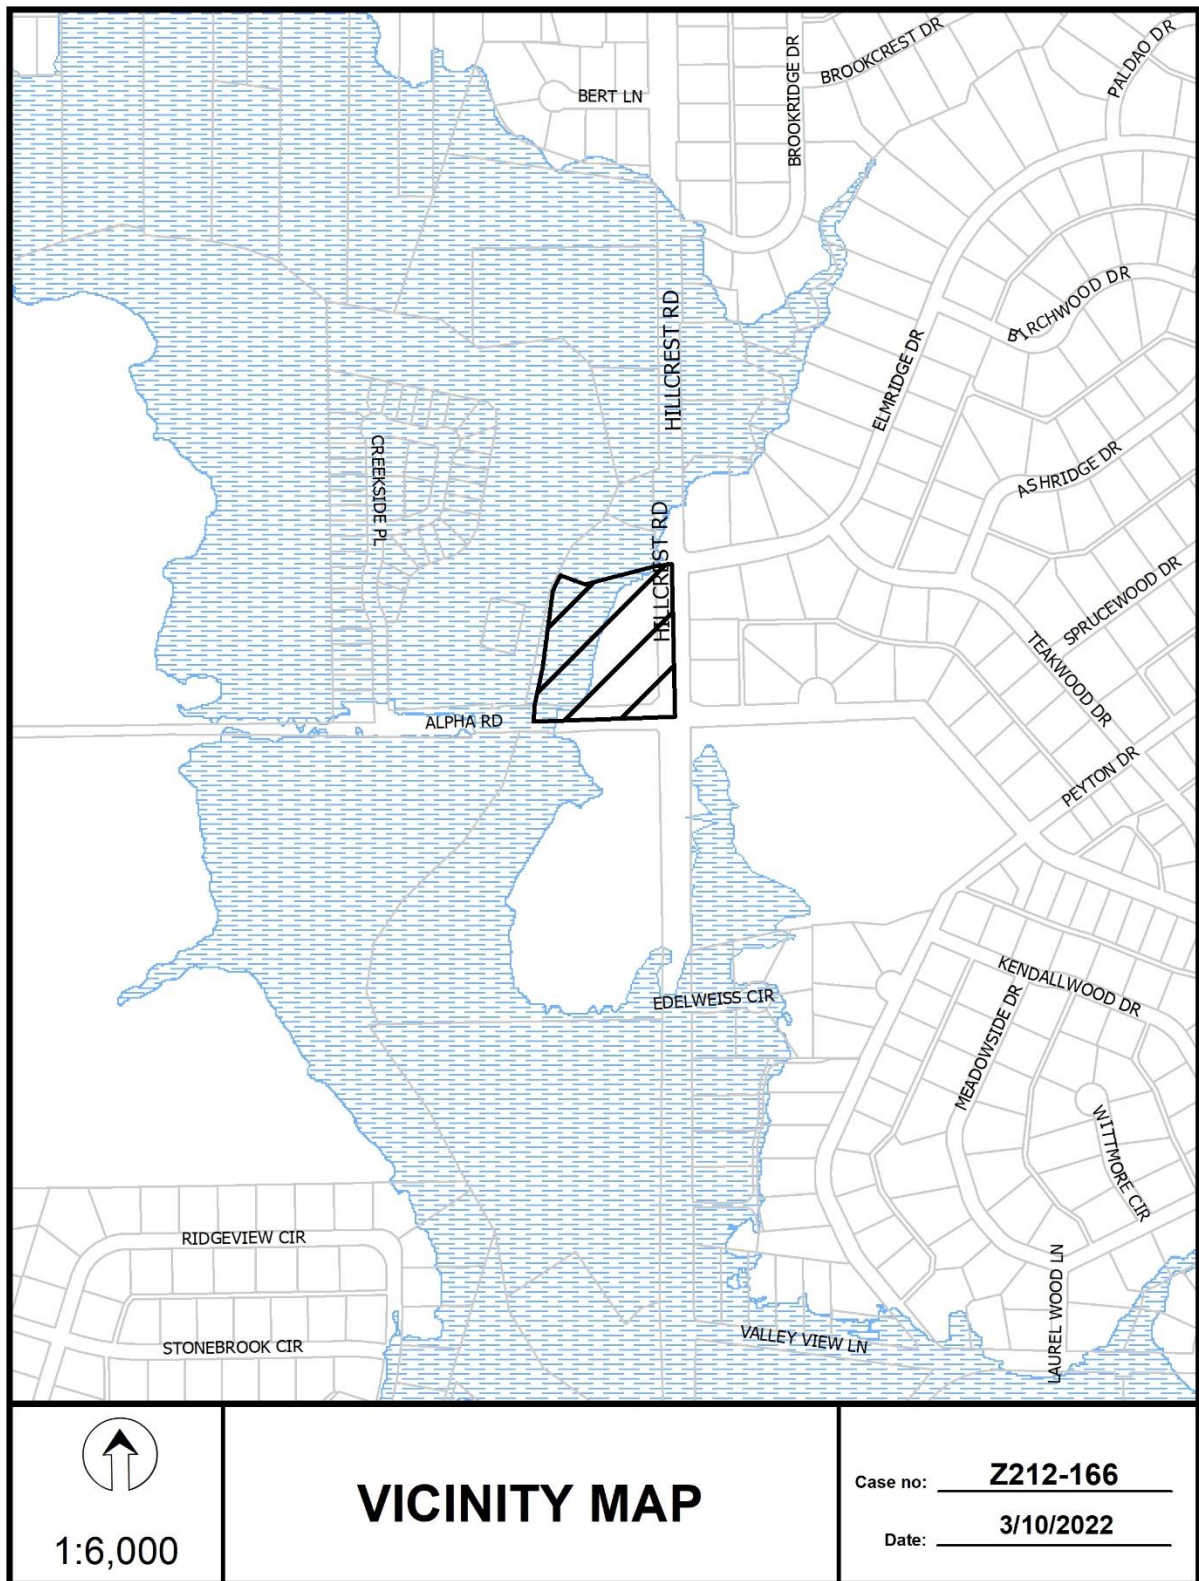 BROOKCREST DR
PALDAO DR
BERT LN
BROOKRIDGE DR
BIRCHWOOD DR
HILLCREST RD
ELMRIDGE DR
ASHRIDGE DR
CREEKSIDE PL
HILLCREST RD
SPRUCEWOOD DR
TEAKWOOD DR
ALPHA RD
PEYTON DR
KENDALLWOOD DR
EDELWEISS CIR
MEADOWSIDE DR
WITTMORE CIR
RIDGEVIEW CIR
LAUREL WOOD LN
VALLEY VIEW LN
STONEBROOK CIR
1:6,000
VICINITY MAP
Case no: Z212-166
Date: 3/10/2022